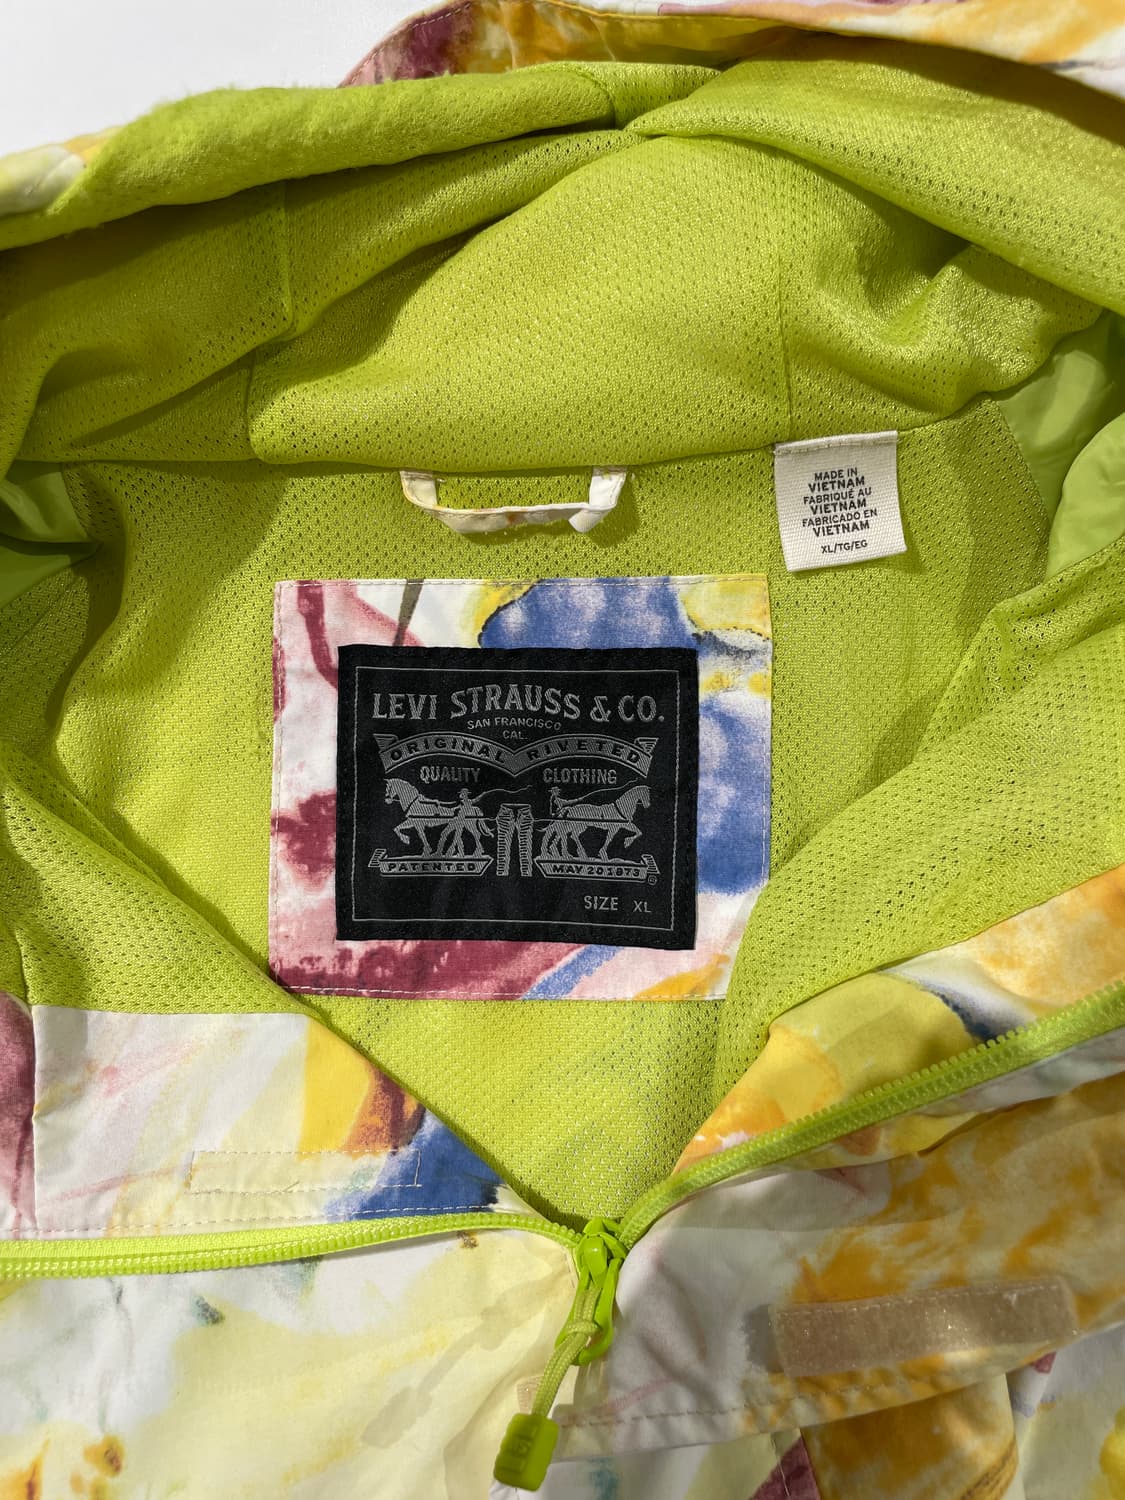 MADE IN
VIETNAM
FABRIQUÉ AU
VIETNAM
FABRICADO EN
VIETNAM
XL/TG/EG
LEVI STRAUSS & CO.
SAN FRANCISCO
CAL.
ORIGINAL RIVETED
QUALITY CLOTHING
PATENTED MAY 20 1873
®
SIZE XL